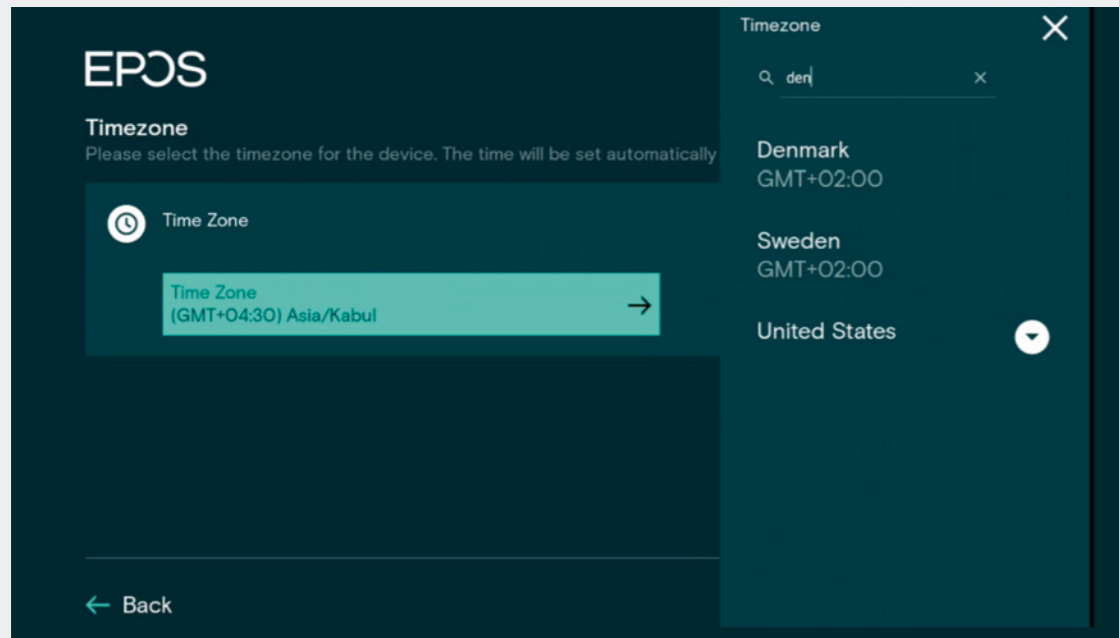 EPOS
Timezone
Please select the timezone for the device. The time will be set automatically
Time Zone
Time Zone
(GMT+04:30) Asia/Kabul
Back
Timezone
den
Denmark
GMT+02:00
Sweden
GMT+02:00
United States